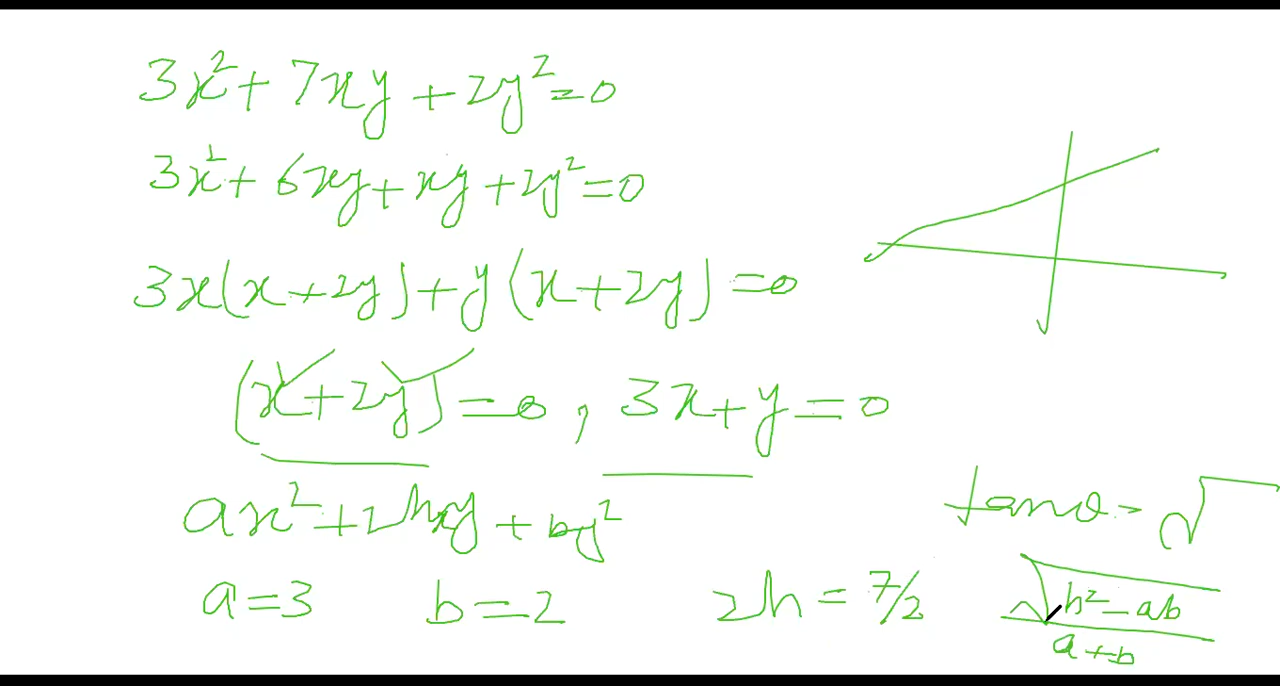 3x² + 7xy + 2y² = 0
3x² + 6xy + xy + 2y² = 0
3x(x + 2y) + y(x + 2y) = 0
(x + 2y) = 0, 3x + y = 0
ax² + 2hxy + by²
tanθ = √
a = 3 b = 2 2h = 7/2
√h² - ab
a + b